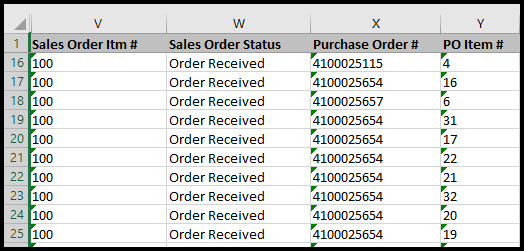 V W X Y
1 Sales Order Itm # Sales Order Status Purchase Order # PO Item #
16 100 Order Received 4100025115 4
17 100 Order Received 4100025654 16
18 100 Order Received 4100025657 6
19 100 Order Received 4100025654 31
20 100 Order Received 4100025654 17
21 100 Order Received 4100025654 22
22 100 Order Received 4100025654 21
23 100 Order Received 4100025654 32
24 100 Order Received 4100025654 20
25 100 Order Received 4100025654 19